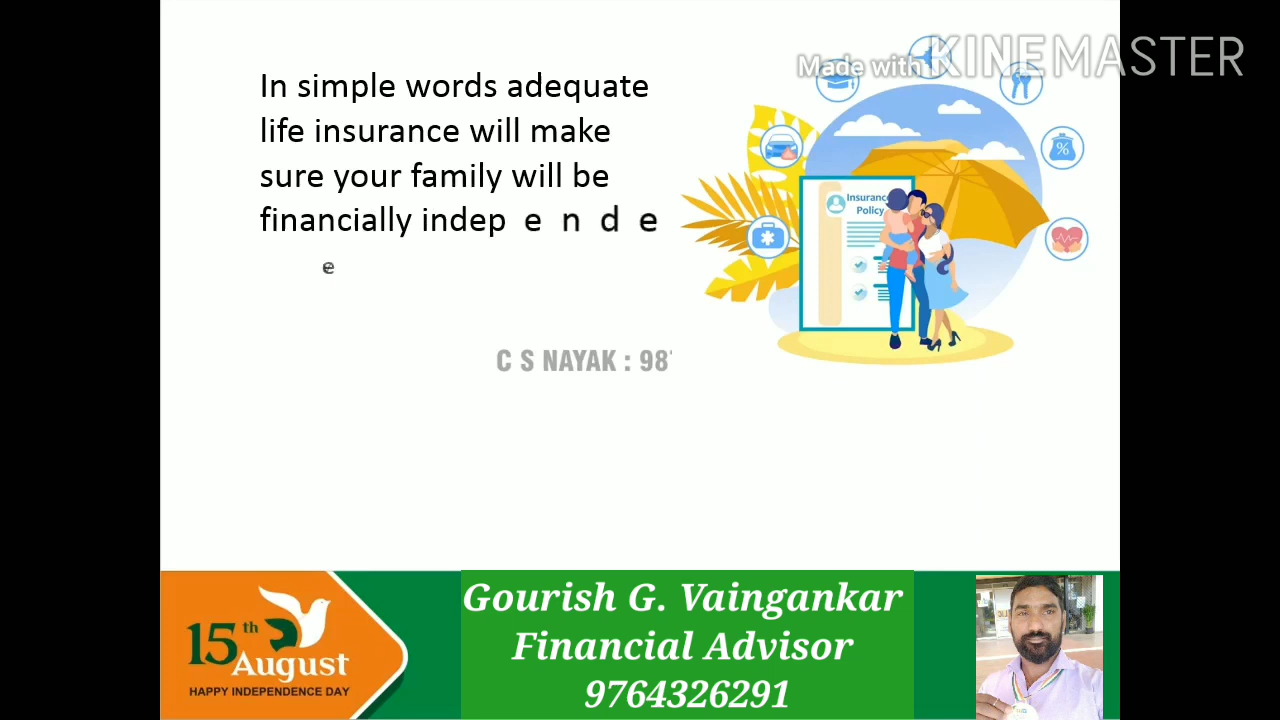 Made with KINEMASTER
In simple words adequate
life insurance will make
sure your family will be
financially indep e n d e
e
Insurance
Policy
%
C S NAYAK : 98
15th
August
HAPPY INDEPENDENCE DAY
Gourish G. Vaingankar
Financial Advisor
9764326291